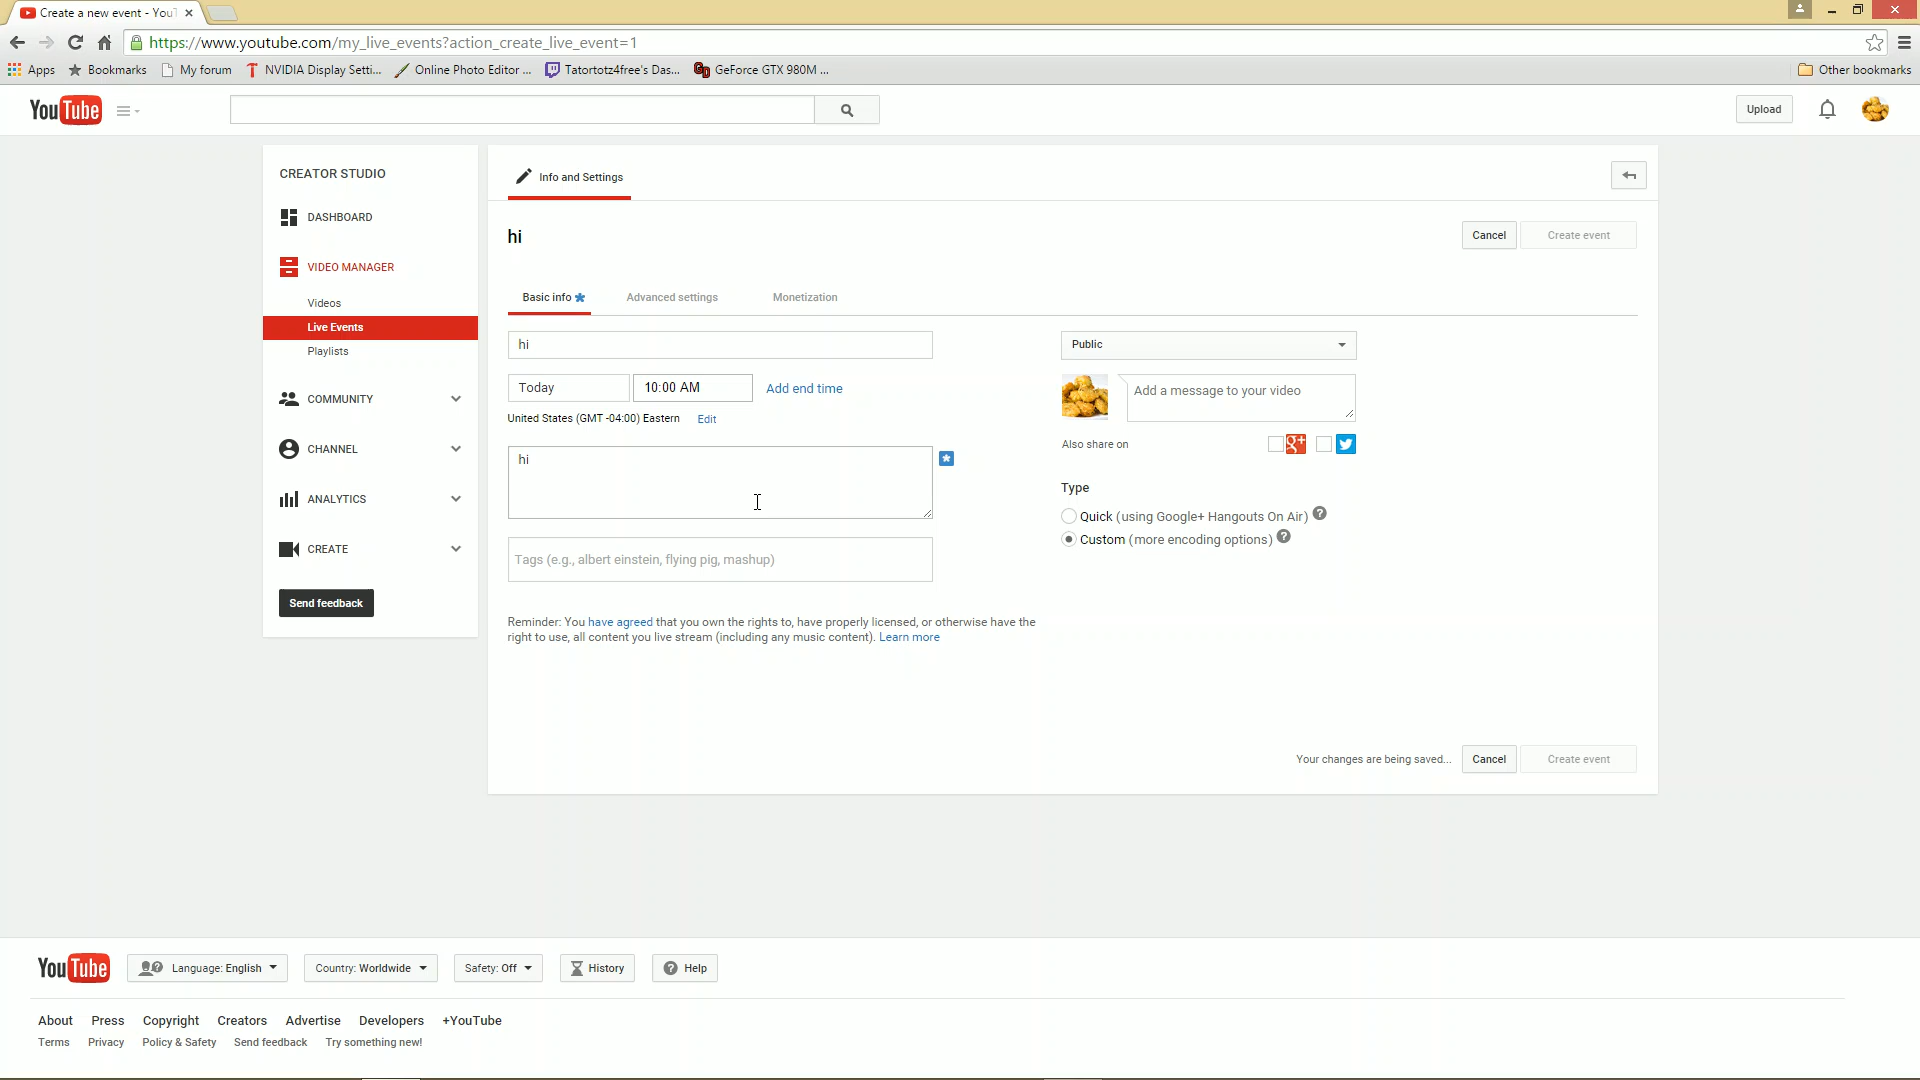 Create a new event - You
https://www.youtube.com/my_live_events?action_create_live_event=1
Apps Bookmarks My forum NVIDIA Display Setti... Online Photo Editor ... Tatortotz4free's Das... GeForce GTX 980M ... Other bookmarks
YouTube Upload
CREATOR STUDIO
DASHBOARD
VIDEO MANAGER
Videos
Live Events
Playlists
COMMUNITY
CHANNEL
ANALYTICS
CREATE
Send feedback
Info and Settings
hi Cancel Create event
Basic info Advanced settings Monetization
hi
Today 10:00 AM Add end time
United States (GMT -04:00) Eastern Edit
hi
Tags (e.g., albert einstein, flying pig, mashup)
Reminder: You have agreed that you own the rights to, have properly licensed, or otherwise have the
right to use, all content you live stream (including any music content). Learn more
Public
Add a message to your video
Also share on
Type
Quick (using Google+ Hangouts On Air) ?
Custom (more encoding options) ?
Your changes are being saved... Cancel Create event
YouTube Language: English Country: Worldwide Safety: Off History Help
About Press Copyright Creators Advertise Developers +YouTube
Terms Privacy Policy & Safety Send feedback Try something new!